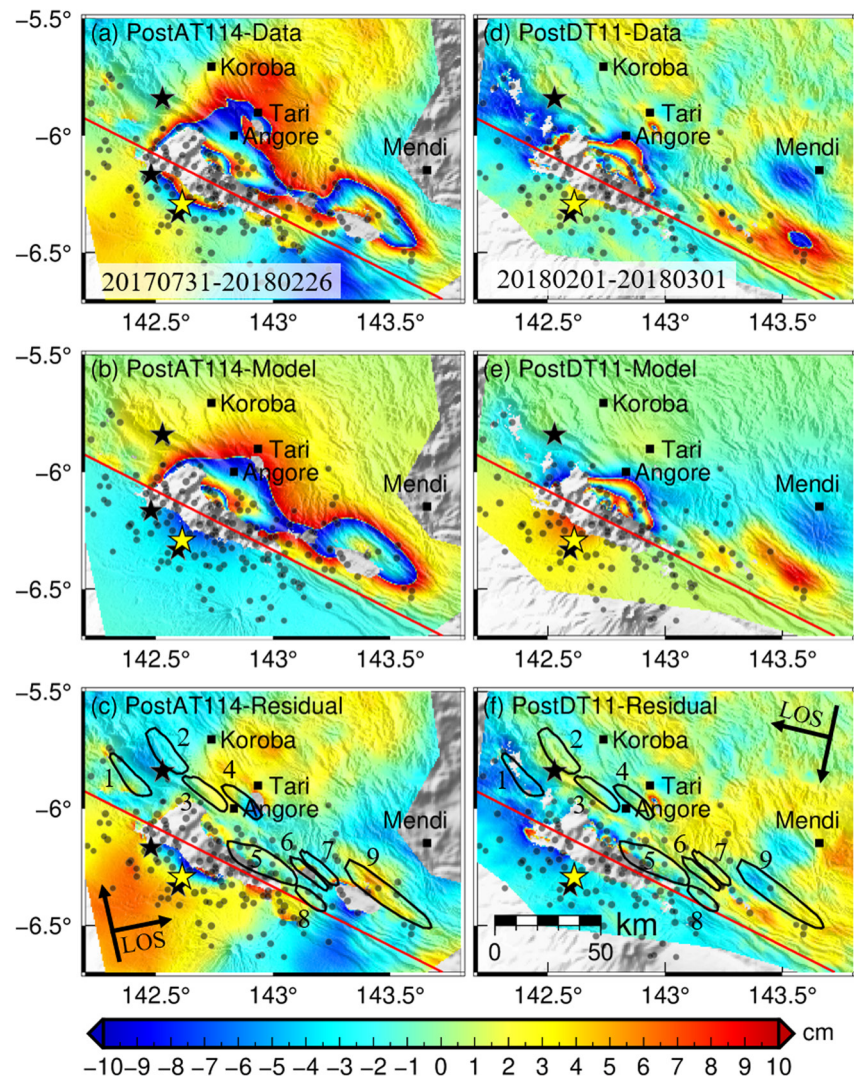 (a) PostAT114-Data
Koroba
Tari
Angore
Mendi
20170731-20180226
−5.5°
−6°
−6.5°
142.5° 143.0° 143.5°
(d) PostDT11-Data
Koroba
Tari
Angore
Mendi
20180201-20180301
142.5° 143.0° 143.5°
(b) PostAT114-Model
Koroba
Tari
Angore
Mendi
−5.5°
−6°
−6.5°
142.5° 143.0° 143.5°
(e) PostDT11-Model
Koroba
Tari
Angore
Mendi
142.5° 143.0° 143.5°
(c) PostAT114-Residual
Koroba
Tari
Angore
Mendi
1 2 3 4 5 6 7 8 9
LOS
−5.5°
−6°
−6.5°
142.5° 143.0° 143.5°
(f) PostDT11-Residual
LOS
Koroba
Tari
Angore
Mendi
1 2 3 4 5 6 7 8 9
km
0 50
142.5° 143.0° 143.5°
cm
−10 −9 −8 −7 −6 −5 −4 −3 −2 −1 0 1 2 3 4 5 6 7 8 9 10